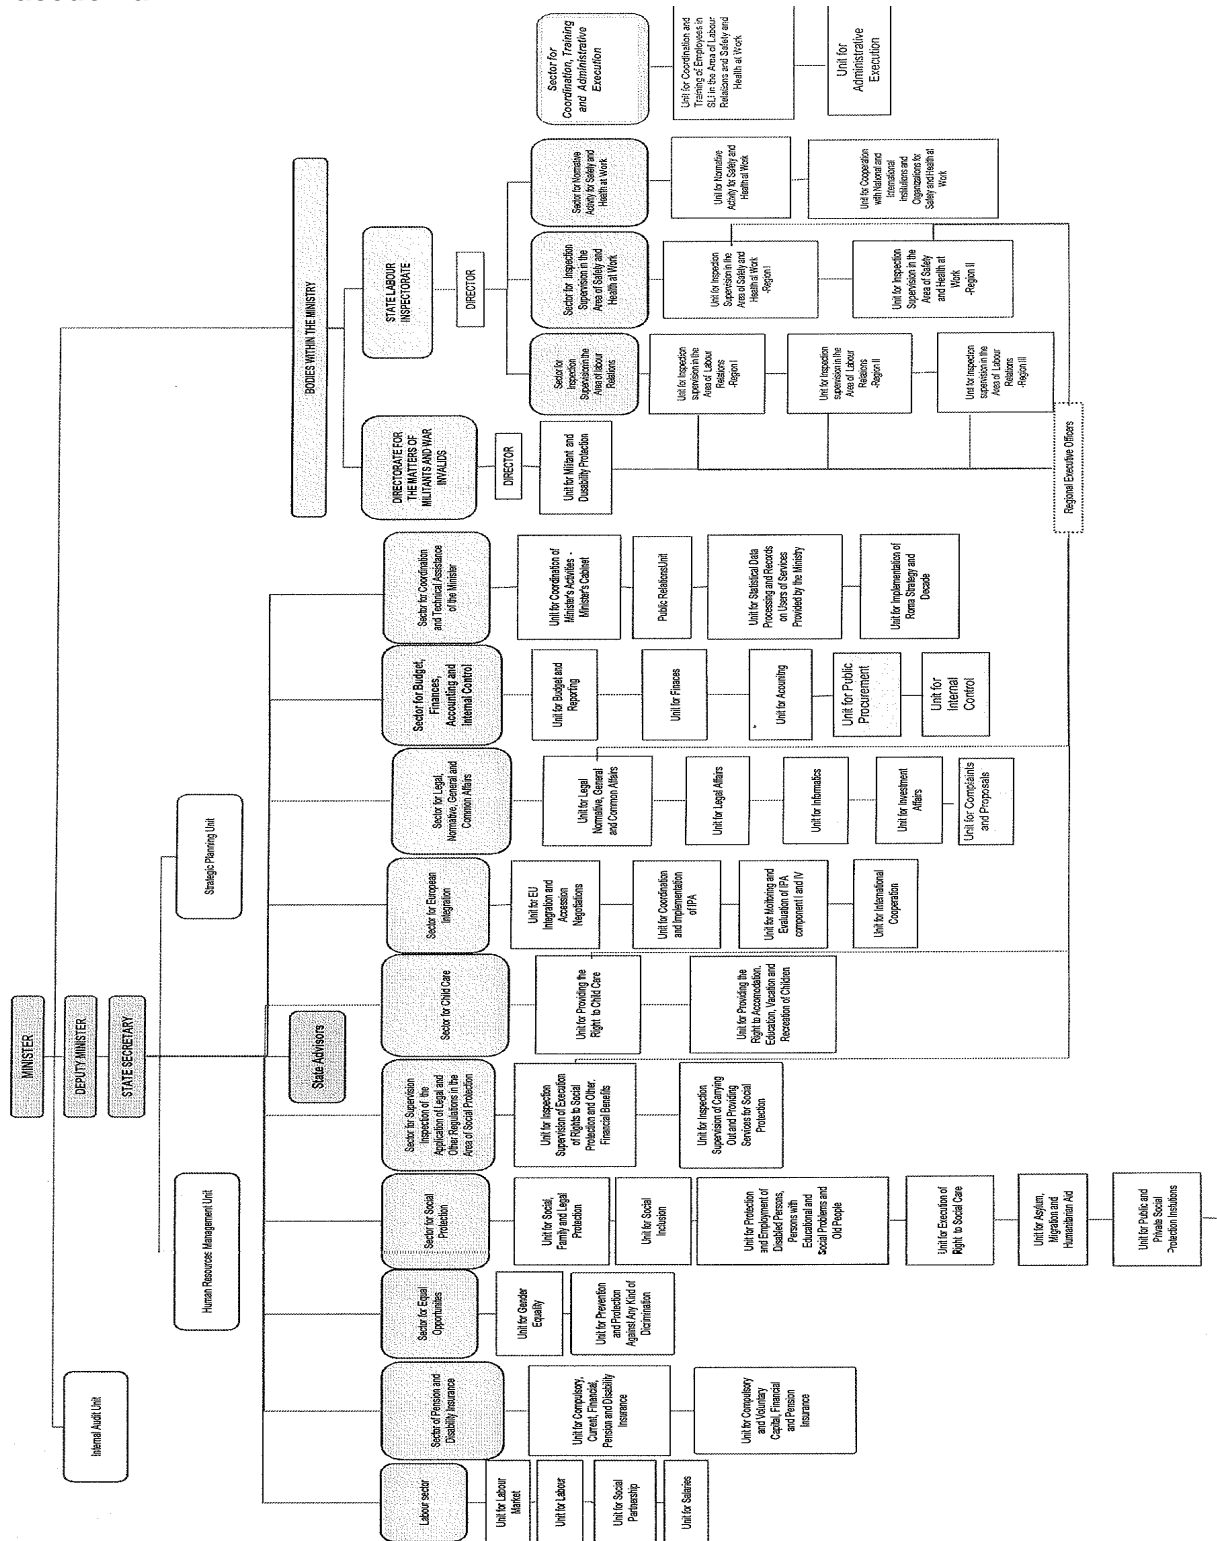 MINISTER
DEPUTY MINISTER
STATE SECRETARY
Internal Audit Unit
Human Resources Management Unit
Strategic Planning Unit
State Advisors
BODIES WITHIN THE MINISTRY
Labour sector
Unit for Labour
Market
Unit for Labour
Unit for Social
Partnership
Unit for Salaries
Sector of Pension and
Disability Insurance
Unit for Compulsory,
Current, Financial,
Pension and Disability
Insurance
Unit for Compulsory
and Voluntary
Capital, Financial
and Pension
Insurance
Sector for Equal
Opportunites
Unit for Gender
Equality
Unit for Prevention
and Protection
Against Any Kind of
Dicrimination
Sector for Social
Protection
Unit for Social,
Family and Legal
Protection
Unit for Social
Inclusion
Unit for Protection
and Employment of
Disabled Persons,
Persons with
Educational and
Social Problems and
Old People
Unit for Execution of
Right to Social Care
Unit for Asylum,
Migration and
Humanitarian Aid
Unit for Public and
Private Social
Protection Instutions
Sector for Supervision
Inspection of the
Application of Legal and
Other Regulations in the
Area of Social Protection
Unit for Inspection
Supervision of Execution
of Rights to Social
Protection and Other,
Financial Benefits
Unit for Inspection
Supervision of Carrying
Out and Providing
Services for Social
Protection
Sector for Child Care
Unit for Providing the
Right to Child Care
Unit for Providing the
Right to Accomodation,
Education, Vacation and
Recreation of Children
Sector for European
Integration
Unit for EU
Integration and
Accession
Negotiations
Unit for Coordination
and Implementation
of IPA
Unit for Monitoring and
Evaluation of IPA
component I and IV
Unit for International
Cooperation
Sector for Legal,
Normative, General and
Common Affairs
Unit for Legal
Normative, General
and Common Affairs
Unit for Legal Affairs
Unit for Informatics
Unit for Investment
Affairs
Unit for Complaints
and Proposals
Sector for Budget,
Finances,
Accounting and
Internal Control
Unit for Budget and
Reporting
Unit for Finaces
Unit for Acounting
Unit for Public
Procurement
Unit for
Internal
Control
Sector for Coordination
and Technical Assistance
of the Minister
Unit for Coordination of
Minister's Activities -
Minister's Cabinet
Public RelationsUnit
Unit for Statistical Data
Processing and Records
on Users of Services
Provided by the Ministry
Unit for Implementation of
Roma Strategy and
Decade
DIRECTORATE FOR
THE MATTERS OF
MILITANTS AND WAR
INVALIDS
DIRECTOR
Unit for Militant and
Dusability Protection
STATE LABOUR
INSPECTORATE
DIRECTOR
Sector for
Inspection
Supervision in the
Area of labour
Relations
Unit for Inspection
supervision in the
Area of Labour
Relations
-Region I
Unit for Inspection
supervision in the
Area of Labour
Relations
-Region II
Unit for Inspection
supervision in the
Area of Labour
Relations
-Region III
Sector for Inspection
Supervision in the
Area of Safety and
Health at Work
Unit for Inspection
Supervision in the
Area of Safety and
Health at Work
-Region I
Unit for Inspection
Supervision in the
Area of Safety
and Health at
Work
-Region II
Sector for Normative
Activity for Safety and
Health at Work
Unit for Normative
Activity for Safety and
Health at Work
Unit for Cooperation
with National and
International
Institutions and
Organizations for
Safety and Health at
Work
Sector for
Coordination, Training
and Administrative
Execution
Unit for Coordination and
Training of Employees in
SLI in the Area of Labour
Relations and Safety and
Health at Work
Unit for
Administrative
Execution
Regional Executive Officers